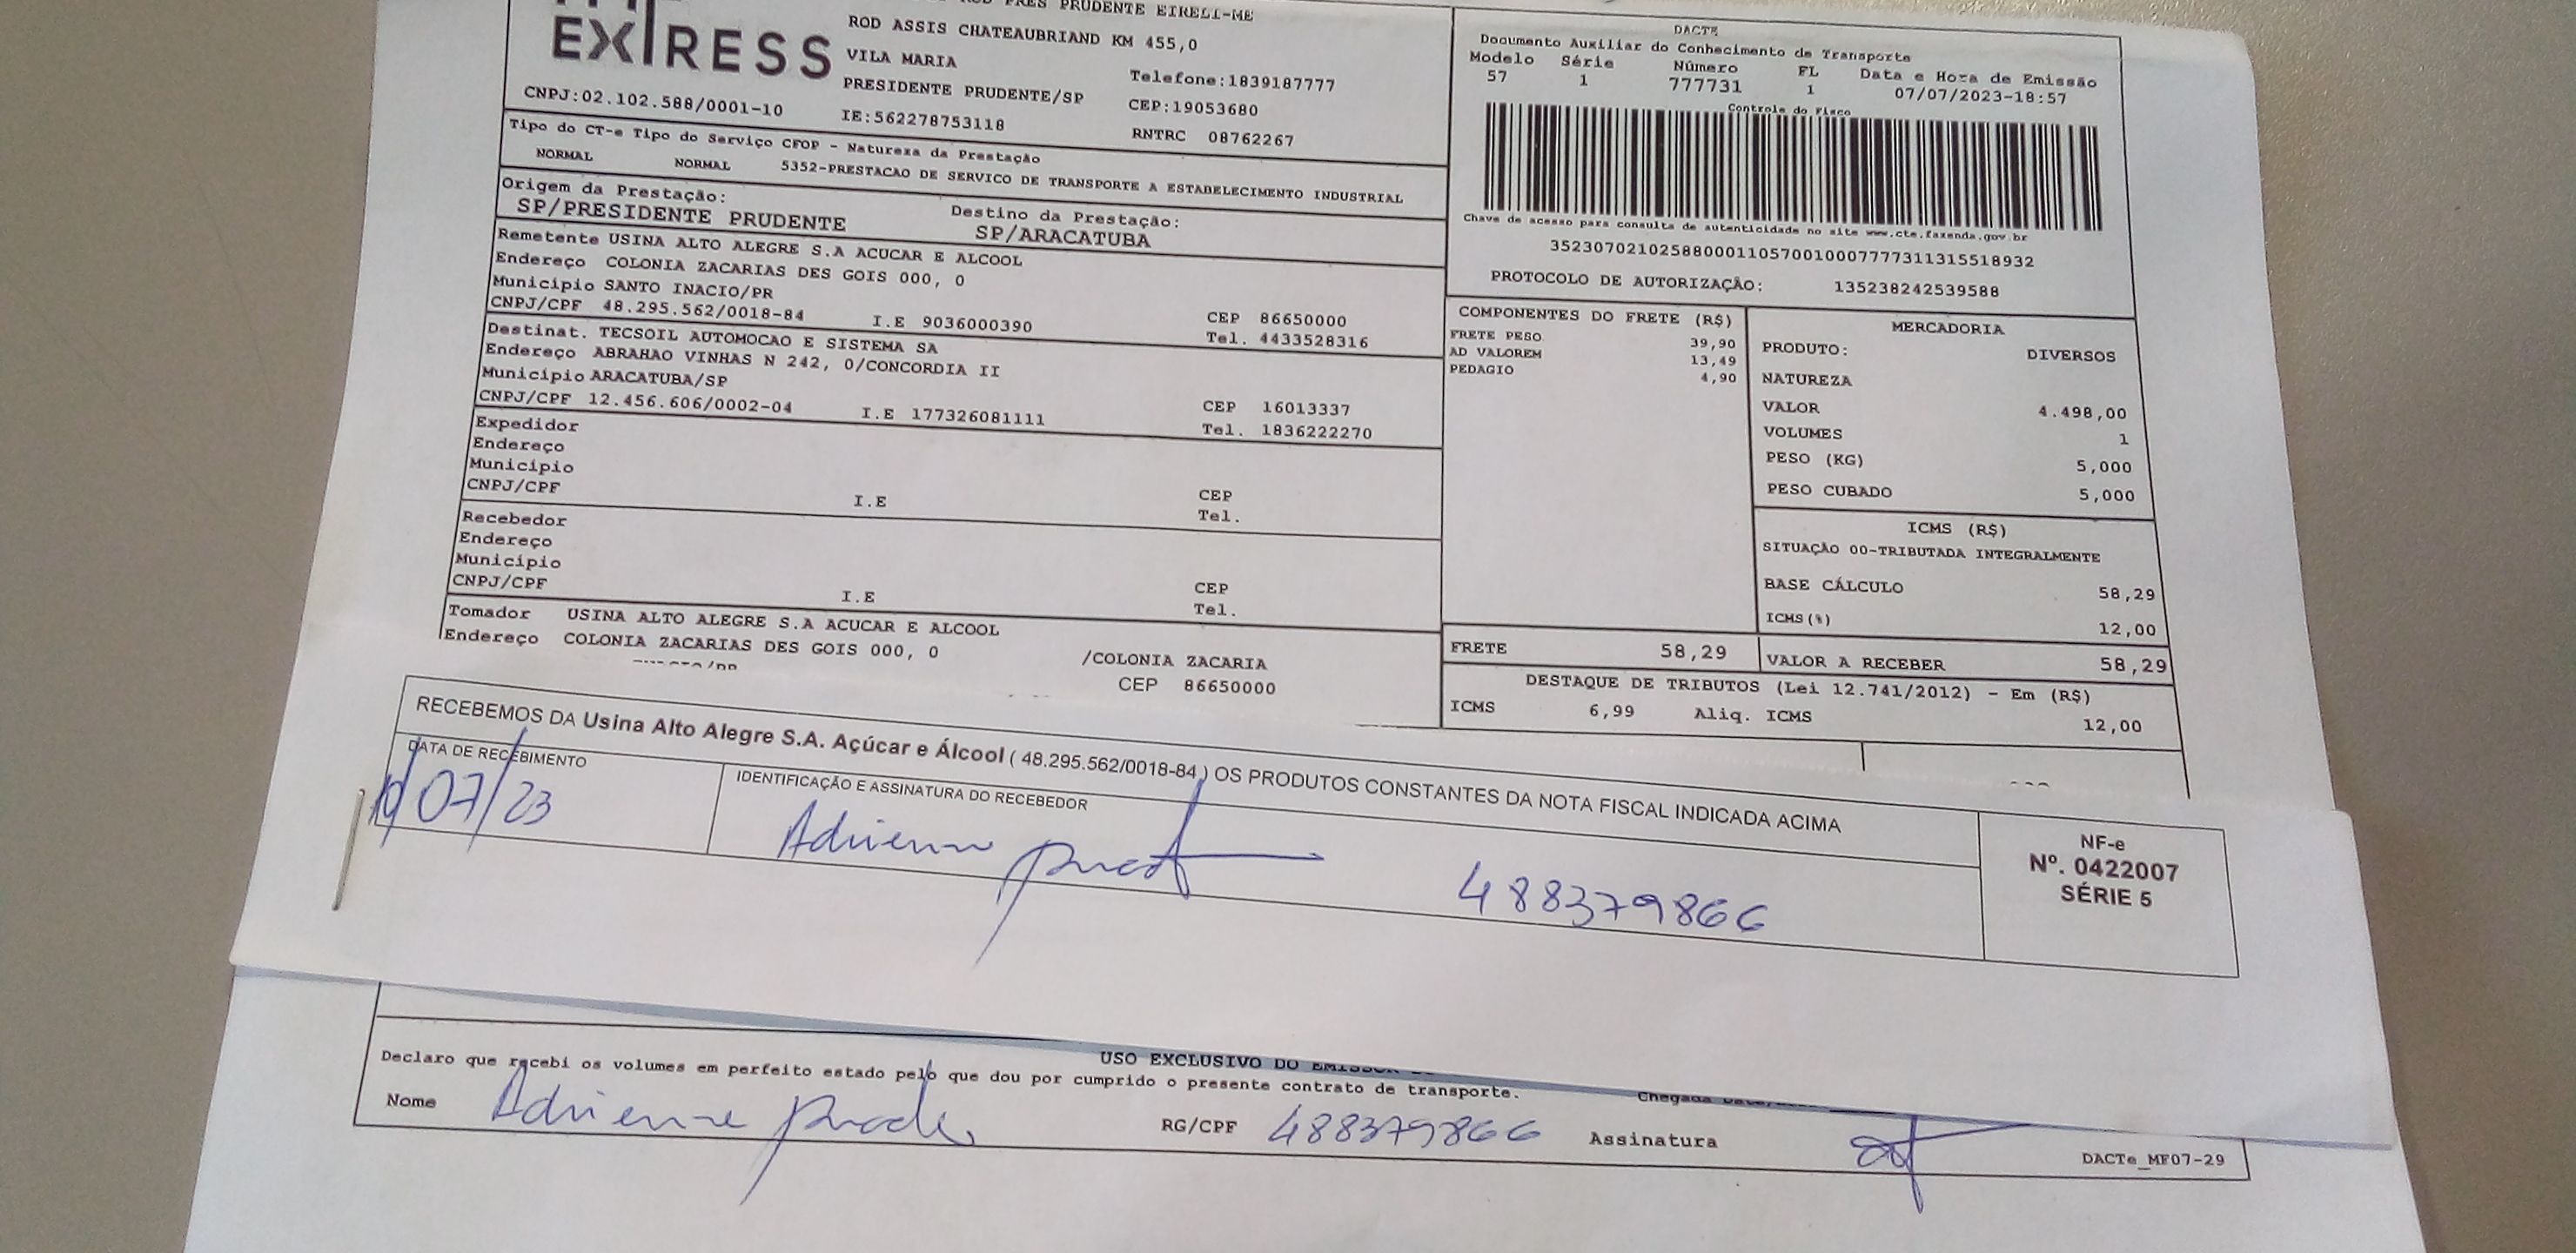 EXTRESS
PRES PRUDENTE EIRELI-ME
ROD ASSIS CHATEAUBRIAND KM 455,0
VILA MARIA
PRESIDENTE PRUDENTE/SP
Telefone:1839187777
CEP:19053680
CNPJ:02.102.588/0001-10
IE:562278753118
RNTRC 08762267
Tipo do CT-e Tipo do Serviço CFOP - Natureza da Prestação
NORMAL NORMAL 5352-PRESTACAO DE SERVICO DE TRANSPORTE A ESTABELECIMENTO INDUSTRIAL
Origem da Prestação:
SP/PRESIDENTE PRUDENTE
Destino da Prestação:
SP/ARACATUBA
Remetente USINA ALTO ALEGRE S.A ACUCAR E ALCOOL
Endereço COLONIA ZACARIAS DES GOIS 000, 0
Município SANTO INACIO/PR
CEP 86650000
CNPJ/CPF 48.295.562/0018-84 I.E 9036000390 Tel. 4433528316
Destinat. TECSOIL AUTOMOCAO E SISTEMA SA
Endereço ABRAHAO VINHAS N 242, 0/CONCORDIA II
Município ARACATUBA/SP
CEP 16013337
CNPJ/CPF 12.456.606/0002-04 I.E 177326081111 Tel. 1836222270
Expedidor
Endereço
Município
CEP
CNPJ/CPF I.E Tel.
Recebedor
Endereço
Município
CEP
CNPJ/CPF I.E Tel.
Tomador USINA ALTO ALEGRE S.A ACUCAR E ALCOOL
Endereço COLONIA ZACARIAS DES GOIS 000, 0 /COLONIA ZACARIA
CEP 86650000
DACTE
Documento Auxiliar do Conhecimento de Transporte
Modelo Série Número FL Data e Hora de Emissão
57 1 777731 1 07/07/2023-18:57
Controle do Fisco
Chave de acesso para consulta de autenticidade no site www.cte.fazenda.gov.br
35230702102588000110570010007777311315518932
PROTOCOLO DE AUTORIZAÇÃO: 135238242539588
COMPONENTES DO FRETE (R$)
FRETE PESO 39,90
AD VALOREM 13,49
PEDAGIO 4,90
MERCADORIA
PRODUTO: DIVERSOS
NATUREZA
VALOR 4.498,00
VOLUMES 1
PESO (KG) 5,000
PESO CUBADO 5,000
ICMS (R$)
SITUAÇÃO 00-TRIBUTADA INTEGRALMENTE
BASE CÁLCULO 58,29
ICMS(%) 12,00
FRETE 58,29 VALOR A RECEBER 58,29
DESTAQUE DE TRIBUTOS (Lei 12.741/2012) - Em (R$)
ICMS 6,99 Aliq. ICMS 12,00
RECEBEMOS DA Usina Alto Alegre S.A. Açúcar e Álcool ( 48.295.562/0018-84 ) OS PRODUTOS CONSTANTES DA NOTA FISCAL INDICADA ACIMA
DATA DE RECEBIMENTO
/07/23
IDENTIFICAÇÃO E ASSINATURA DO RECEBEDOR
488379866
NF-e
Nº. 0422007
SÉRIE 5
USO EXCLUSIVO DO EMISSOR
Declaro que recebi os volumes em perfeito estado pelo que dou por cumprido o presente contrato de transporte.
Nome Adrienne RG/CPF 488379866 Assinatura
DACTe_MF07-29